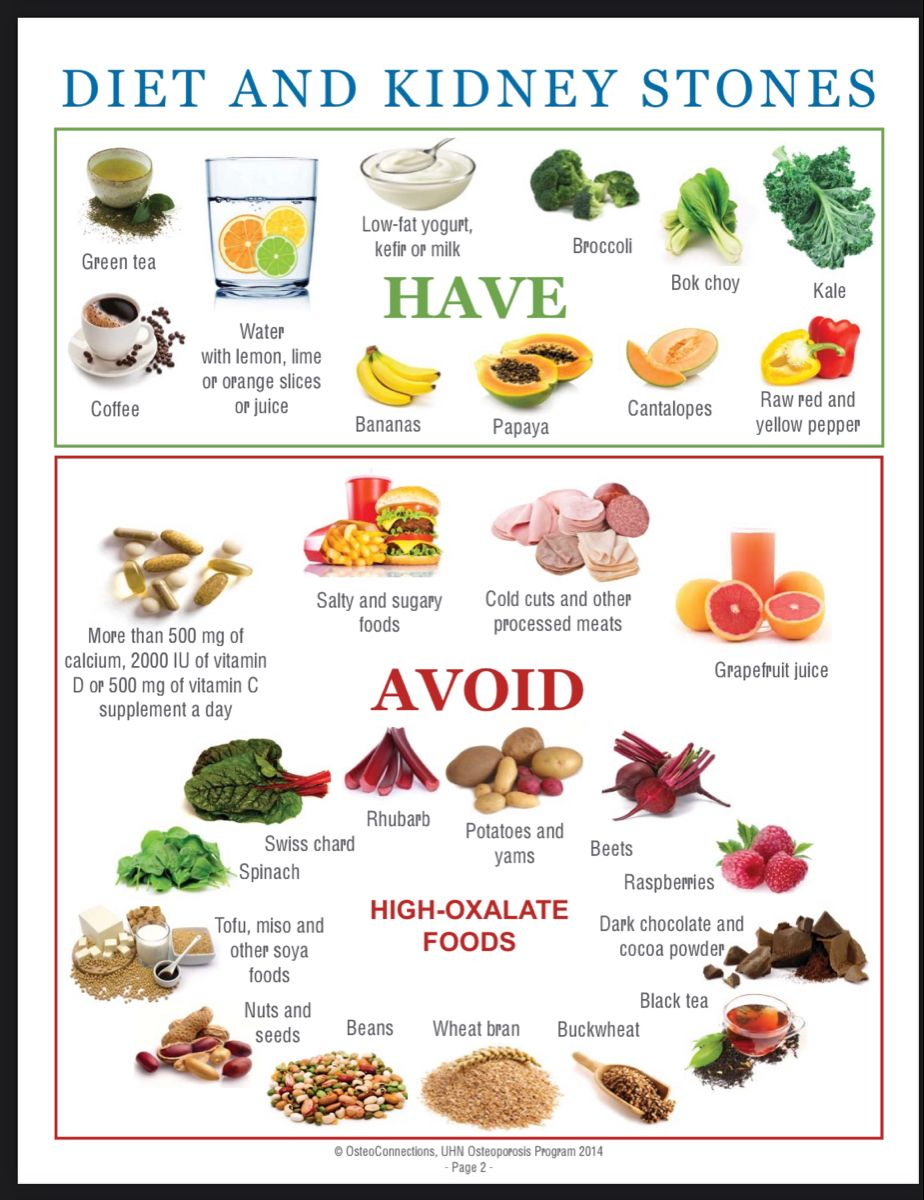 DIET AND KIDNEY STONES
Green tea
Water
with lemon, lime
or orange slices
or juice
Low-fat yogurt,
kefir or milk
Broccoli
Bok choy
Kale
HAVE
Coffee
Bananas
Papaya
Cantalopes
Raw red and
yellow pepper
More than 500 mg of
calcium, 2000 IU of vitamin
D or 500 mg of vitamin C
supplement a day
Salty and sugary
foods
Cold cuts and other
processed meats
Grapefruit juice
AVOID
Swiss chard
Rhubarb
Potatoes and
yams
Beets
Spinach
Raspberries
HIGH-OXALATE
FOODS
Tofu, miso and
other soya
foods
Dark chocolate and
cocoa powder
Nuts and
seeds
Beans
Wheat bran
Buckwheat
Black tea
© OsteoConnections, UHN Osteoporosis Program 2014
- Page 2 -